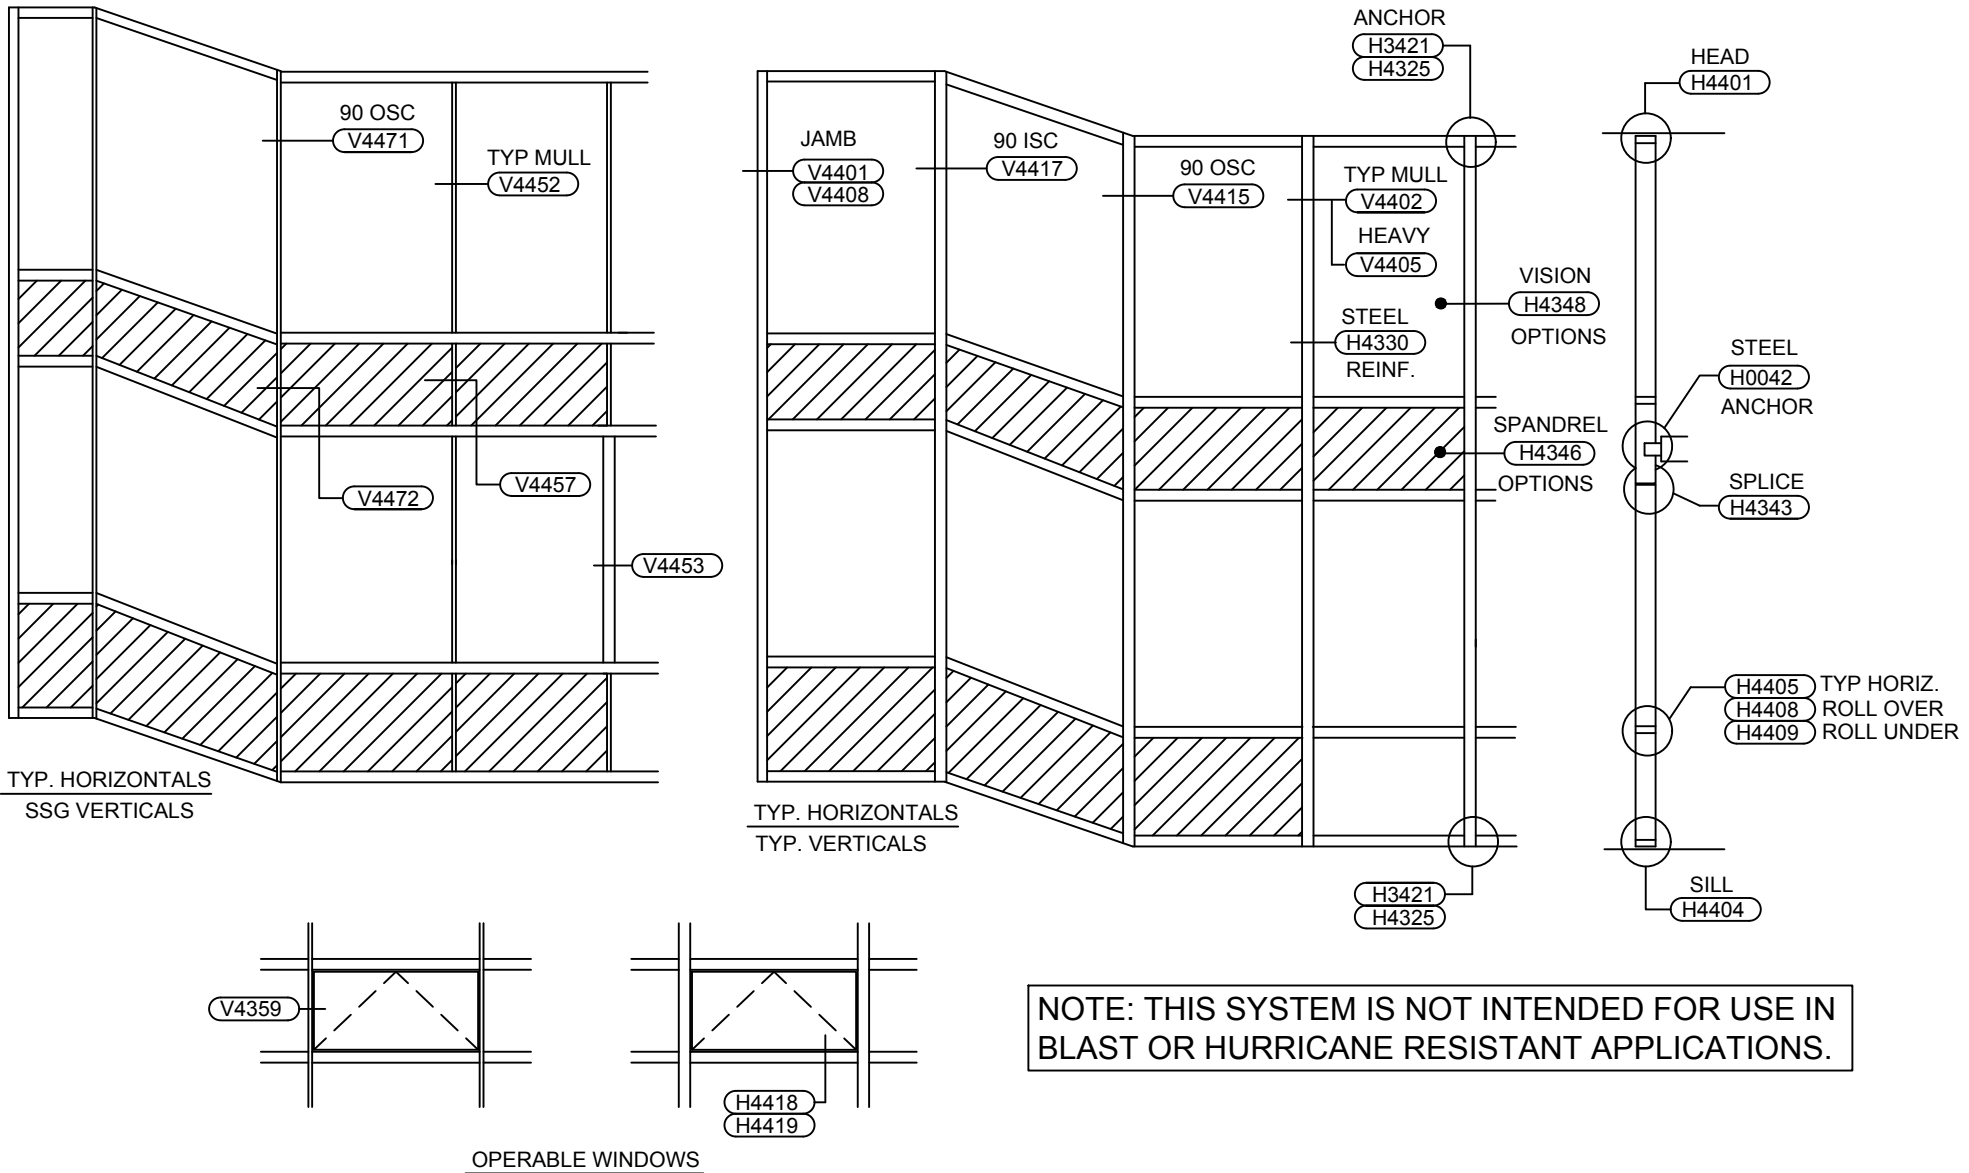 90 OSC
V4471
TYP MULL
V4452
V4472
V4457
V4453
TYP. HORIZONTALS
SSG VERTICALS
JAMB
V4401
V4408
90 ISC
V4417
90 OSC
V4415
ANCHOR
H3421
H4325
TYP MULL
V4402
HEAVY
V4405
STEEL
H4330
REINF.
VISION
H4348
OPTIONS
SPANDREL
H4346
OPTIONS
TYP. HORIZONTALS
TYP. VERTICALS
H3421
H4325
HEAD
H4401
STEEL
H0042
ANCHOR
SPLICE
H4343
H4405 TYP HORIZ.
H4408 ROLL OVER
H4409 ROLL UNDER
SILL
H4404
V4359
H4418
H4419
OPERABLE WINDOWS
NOTE: THIS SYSTEM IS NOT INTENDED FOR USE IN
BLAST OR HURRICANE RESISTANT APPLICATIONS.